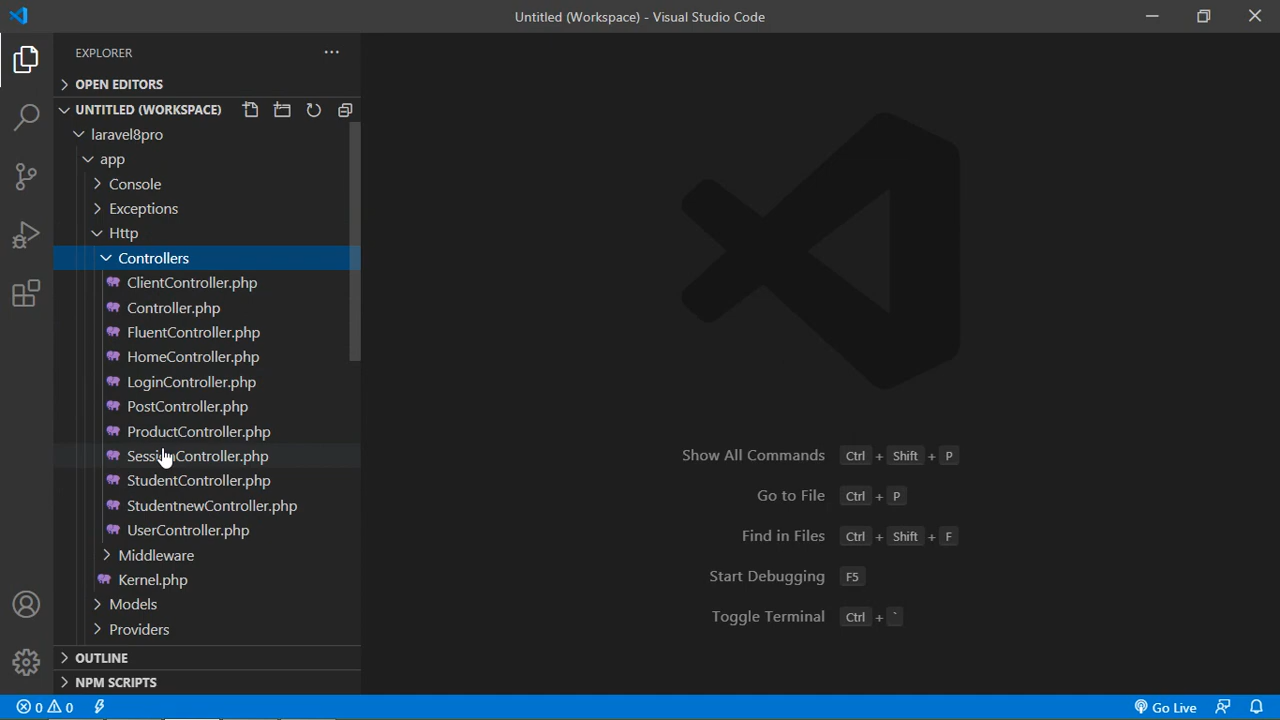 Untitled (Workspace) - Visual Studio Code
EXPLORER
OPEN EDITORS
UNTITLED (WORKSPACE)
laravel8pro
app
Console
Exceptions
Http
Controllers
ClientController.php
Controller.php
FluentController.php
HomeController.php
LoginController.php
PostController.php
ProductController.php
SessionController.php
StudentController.php
StudentnewController.php
UserController.php
Middleware
Kernel.php
Models
Providers
OUTLINE
NPM SCRIPTS
Show All Commands Ctrl + Shift + P
Go to File Ctrl + P
Find in Files Ctrl + Shift + F
Start Debugging F5
Toggle Terminal Ctrl + `
0 0 Go Live